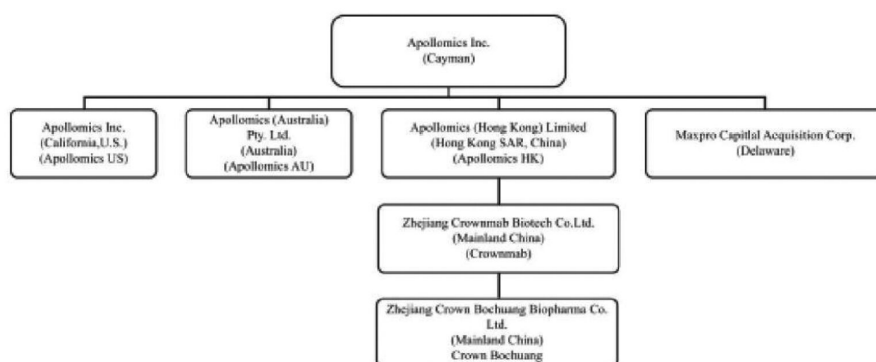 Apollomics Inc.
(Cayman)
Apollomics Inc.
(California,U.S.)
(Apollomics US)
Apollomics (Australia)
Pty. Ltd.
(Australia)
(Apollomics AU)
Apollomics (Hong Kong) Limited
(Hong Kong SAR, China)
(Apollomics HK)
Maxpro Capitlal Acquisition Corp.
(Delaware)
Zhejiang Crownmab Biotech Co.Ltd.
(Mainland China)
(Crownmab)
Zhejiang Crown Bochuang Biopharma Co.
Ltd.
(Mainland China)
Crown Bochuang